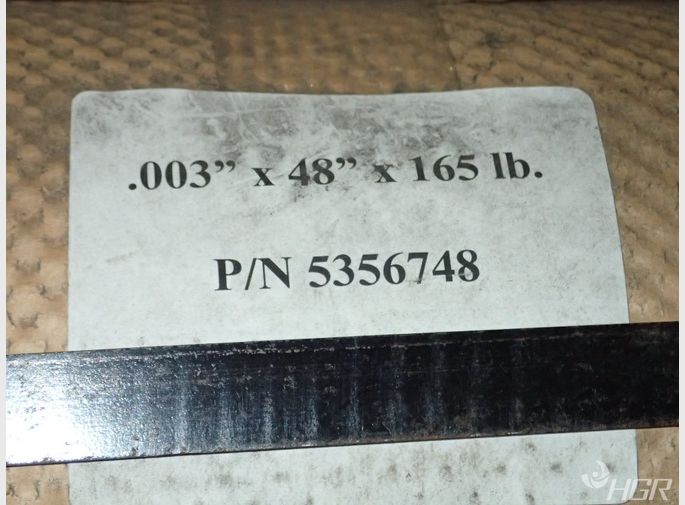 .003” x 48” x 165 lb.
P/N 5356748
HGR